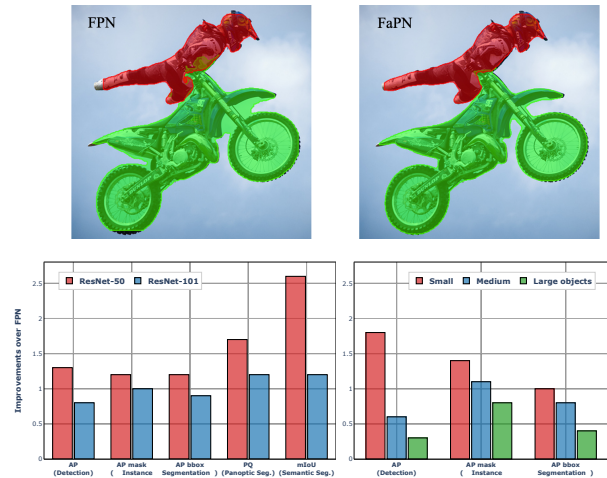 FPN
FaPN
Improvements over FPN
2.5
2
1.5
1
0.5
0
ResNet-50 ResNet-101
AP AP mask AP bbox PQ mIoU
(Detection) ( Instance Segmentation ) (Panoptic Seg.) (Semantic Seg.)
2.5
2
1.5
1
0.5
0
Small Medium Large objects
AP AP mask AP bbox
(Detection) ( Instance Segmentation )